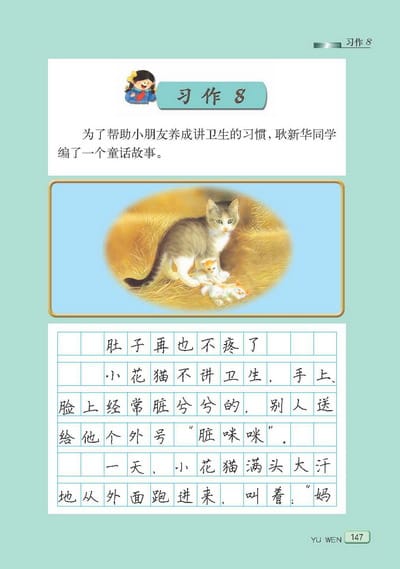 习作 8
习作 8
为了帮助小朋友养成讲卫生的习惯，耿新华同学
编了一个童话故事。
肚子再也不疼了
小花猫不讲卫生，手上、
脸上经常脏兮兮的，别人送
给他个外号“脏咪咪”。
一天，小花猫满头大汗
地从外面跑进来，叫着：“妈
YU WEN 147